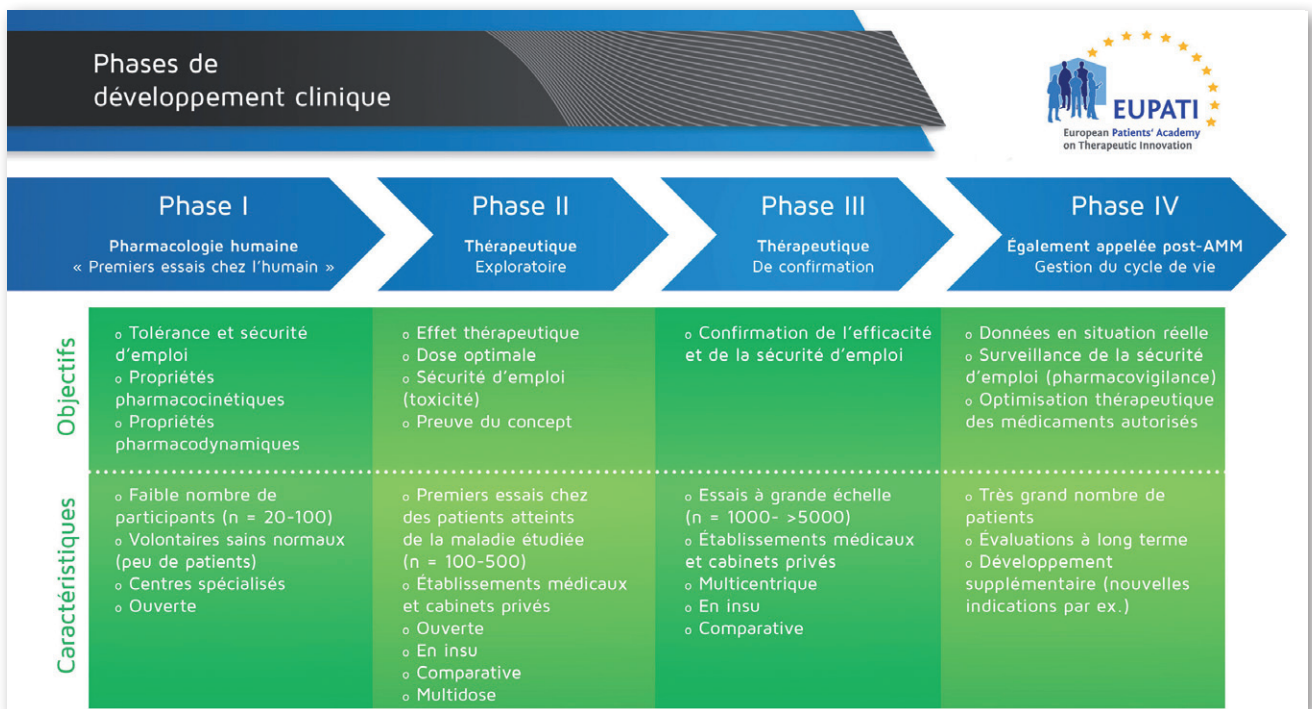 Phases de
développement clinique
EUPATI
European Patients' Academy
on Therapeutic Innovation
Phase I
Pharmacologie humaine
« Premiers essais chez l'humain »
Phase II
Thérapeutique
Exploratoire
Phase III
Thérapeutique
De confirmation
Phase IV
Également appelée post-AMM
Gestion du cycle de vie
Objectifs
o Tolérance et sécurité
d'emploi
o Propriétés
pharmacocinétiques
o Propriétés
pharmacodynamiques
o Effet thérapeutique
o Dose optimale
o Sécurité d'emploi
(toxicité)
o Preuve du concept
o Confirmation de l'efficacité
et de la sécurité d'emploi
o Données en situation réelle
o Surveillance de la sécurité
d'emploi (pharmacovigilance)
o Optimisation thérapeutique
des médicaments autorisés
Caractéristiques
o Faible nombre de
participants (n = 20-100)
o Volontaires sains normaux
(peu de patients)
o Centres spécialisés
o Ouverte
o Premiers essais chez
des patients atteints
de la maladie étudiée
(n = 100-500)
o Établissements médicaux
et cabinets privés
o Ouverte
o En insu
o Comparative
o Multidose
o Essais à grande échelle
(n = 1000- >5000)
o Établissements médicaux
et cabinets privés
o Multicentrique
o En insu
o Comparative
o Très grand nombre de
patients
o Évaluations à long terme
o Développement
supplémentaire (nouvelles
indications par ex.)